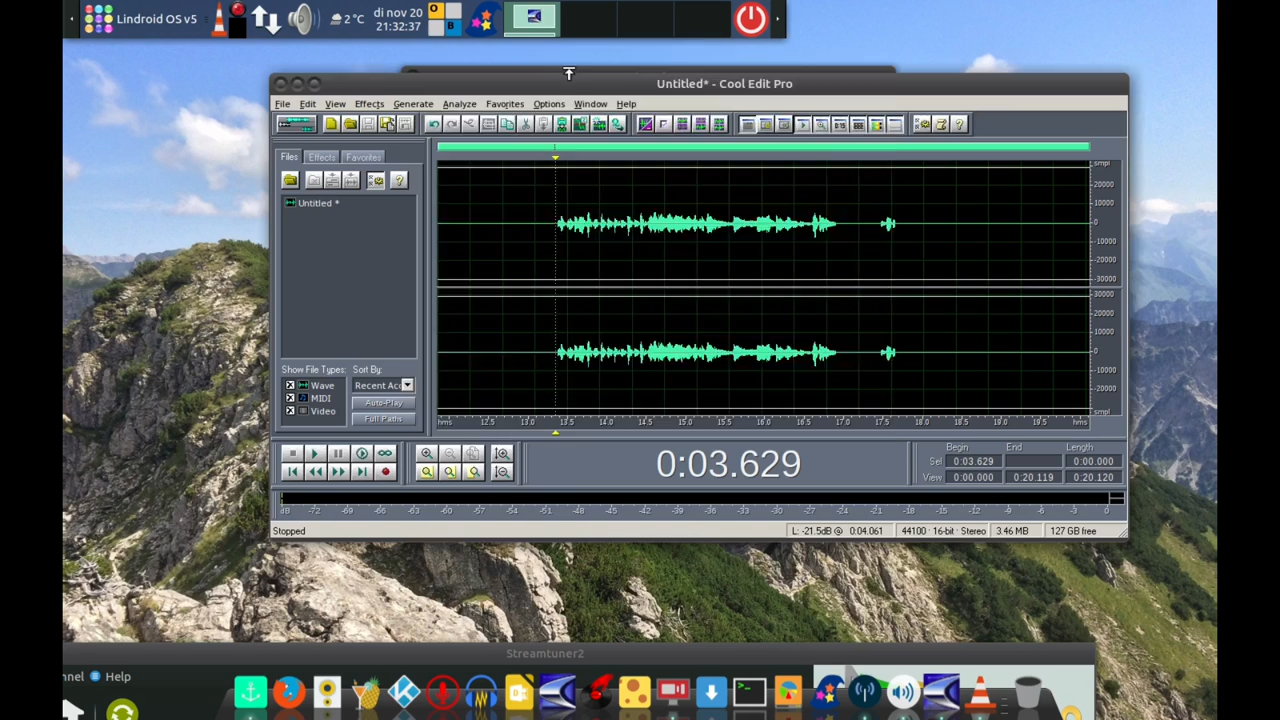 Lindroid OS v5
2 °C
di nov 20
21:32:37
O
B
Untitled* - Cool Edit Pro
File Edit View Effects Generate Analyze Favorites Options Window Help
Files Effects Favorites
Untitled *
Show File Types: Sort By:
Wave Recent Acc
MIDI Auto-Play
Video Full Paths
smpl
20000
10000
0
-10000
-20000
-30000
30000
20000
10000
0
-10000
-20000
smpl
hms 12.5 13.0 13.5 14.0 14.5 15.0 15.5 16.0 16.5 17.0 17.5 18.0 18.5 19.0 19.5 hms
0:03.629
Begin End Length
Sel 0:03.629 0:00.000
View 0:00.000 0:20.119 0:20.120
dB -72 -69 -66 -63 -60 -57 -54 -51 -48 -45 -42 -39 -36 -33 -30 -27 -24 -21 -18 -15 -12 -9 -6 -3 0
Stopped L: -21.5dB @ 0:04.061 44100 · 16-bit · Stereo 3.46 MB 127 GB free
Streamtuner2
nnel Help